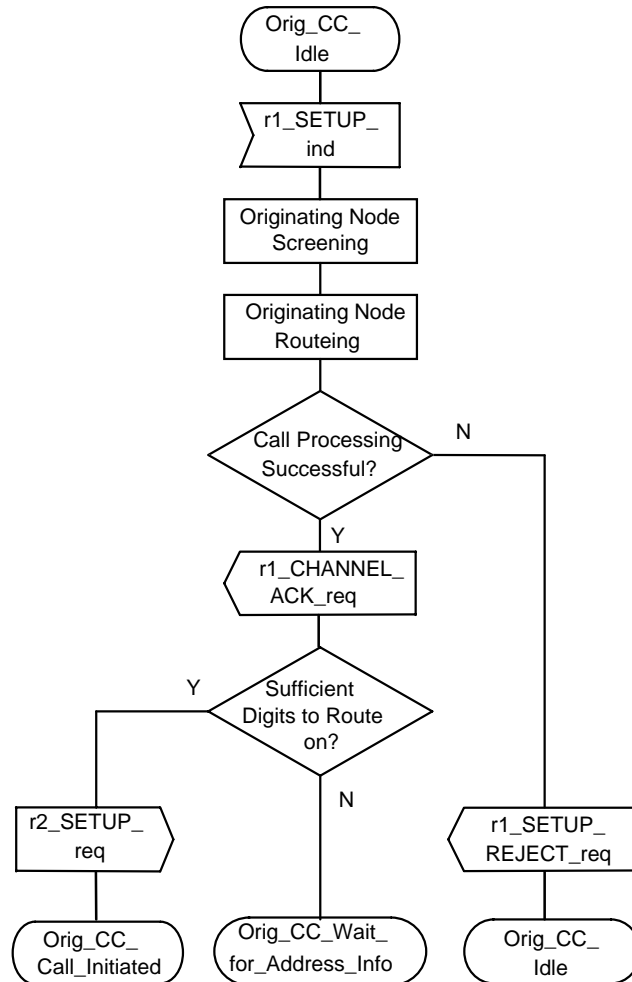 Orig_CC_
Idle
r1_SETUP_
ind
Originating Node
Screening
Originating Node
Routeing
Call Processing
Successful?
N
Y
r1_CHANNEL_
ACK_req
Sufficient
Digits to Route
on?
Y
N
r2_SETUP_
req
r1_SETUP_
REJECT_req
Orig_CC_
Call_Initiated
Orig_CC_Wait_
for_Address_Info
Orig_CC_
Idle